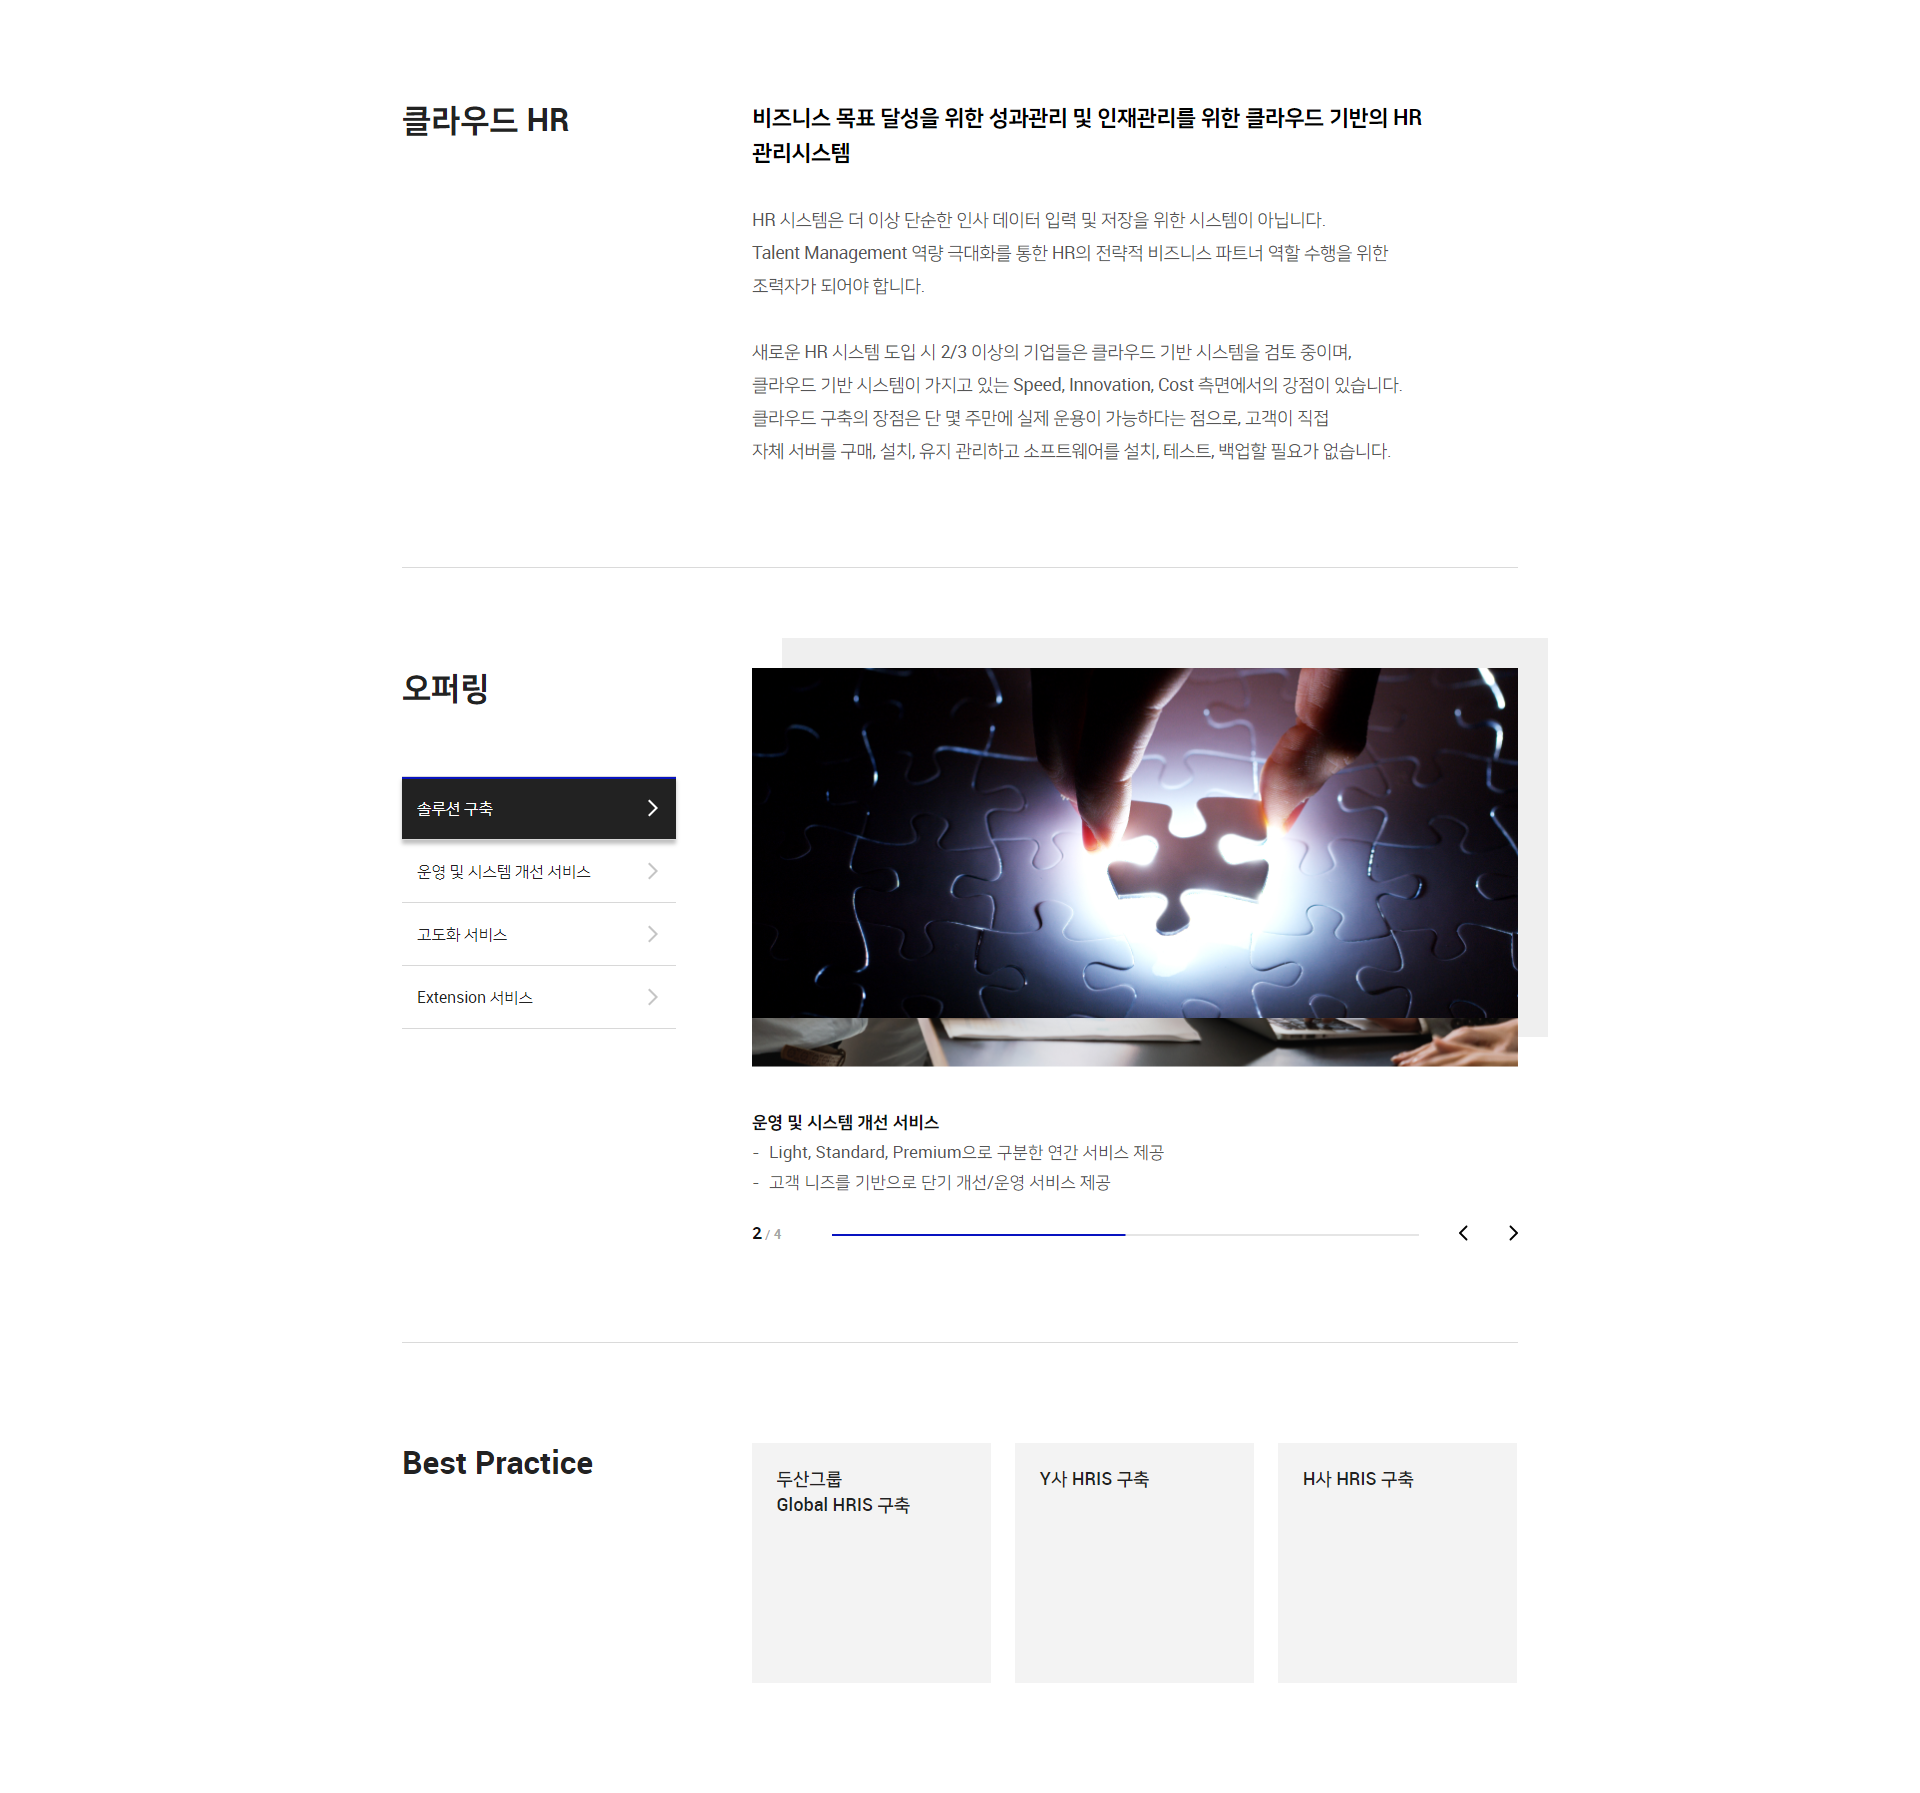 클라우드 HR
비즈니스 목표 달성을 위한 성과관리 및 인재관리를 위한 클라우드 기반의 HR
관리시스템
HR 시스템은 더 이상 단순한 인사 데이터 입력 및 저장을 위한 시스템이 아닙니다.
Talent Management 역량 극대화를 통한 HR의 전략적 비즈니스 파트너 역할 수행을 위한
조력자가 되어야 합니다.
새로운 HR 시스템 도입 시 2/3 이상의 기업들은 클라우드 기반 시스템을 검토 중이며,
클라우드 기반 시스템이 가지고 있는 Speed, Innovation, Cost 측면에서의 강점이 있습니다.
클라우드 구축의 장점은 단 몇 주만에 실제 운용이 가능하다는 점으로, 고객이 직접
자체 서버를 구매, 설치, 유지 관리하고 소프트웨어를 설치, 테스트, 백업할 필요가 없습니다.
오퍼링
솔루션 구축
운영 및 시스템 개선 서비스
고도화 서비스
Extension 서비스
운영 및 시스템 개선 서비스
- Light, Standard, Premium으로 구분한 연간 서비스 제공
- 고객 니즈를 기반으로 단기 개선/운영 서비스 제공
2 / 4
Best Practice
두산그룹
Global HRIS 구축
Y사 HRIS 구축
H사 HRIS 구축